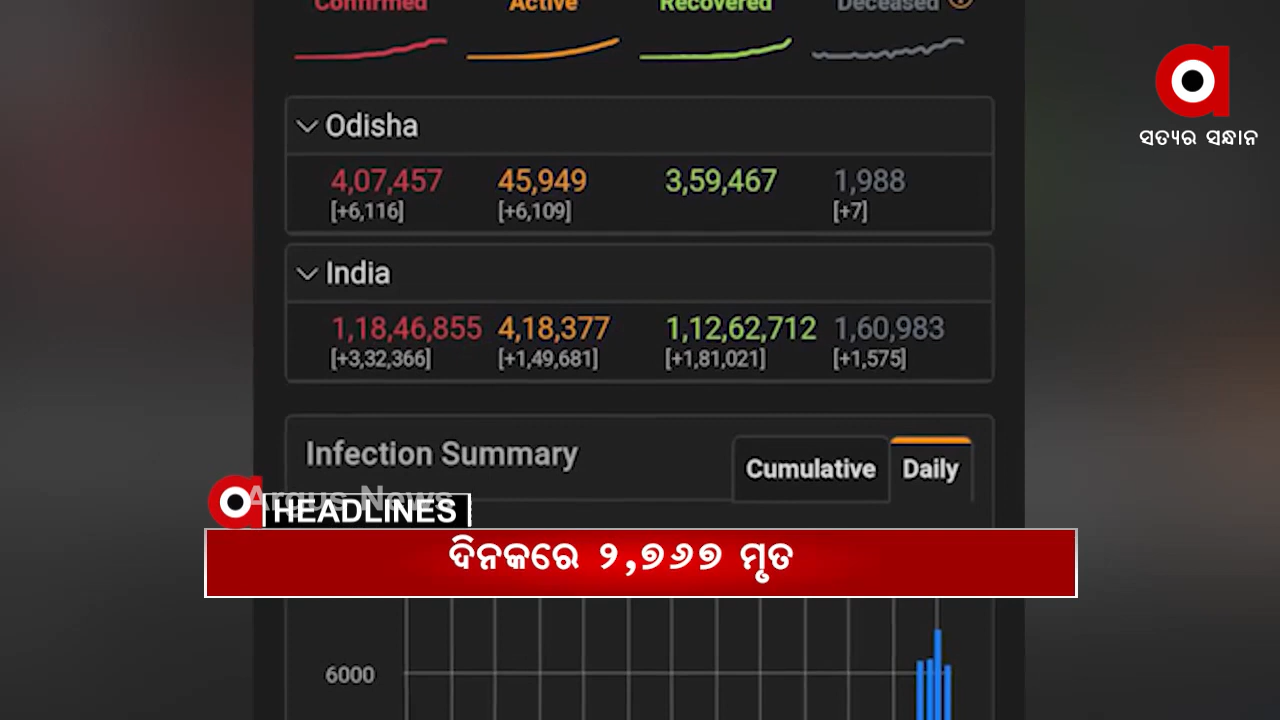 Confirmed Active Recovered Deceased
ସତ୍ୟର ସନ୍ଧାନ
Odisha
4,07,457 45,949 3,59,467 1,988
[+6,116] [+6,109] [+7]
India
1,18,46,855 4,18,377 1,12,62,712 1,60,983
[+3,32,366] [+1,49,681] [+1,81,021] [+1,575]
Infection Summary Cumulative Daily
Argus News
HEADLINES
ଦିନକରେ ୨,୭୬୭ ମୃତ
6000